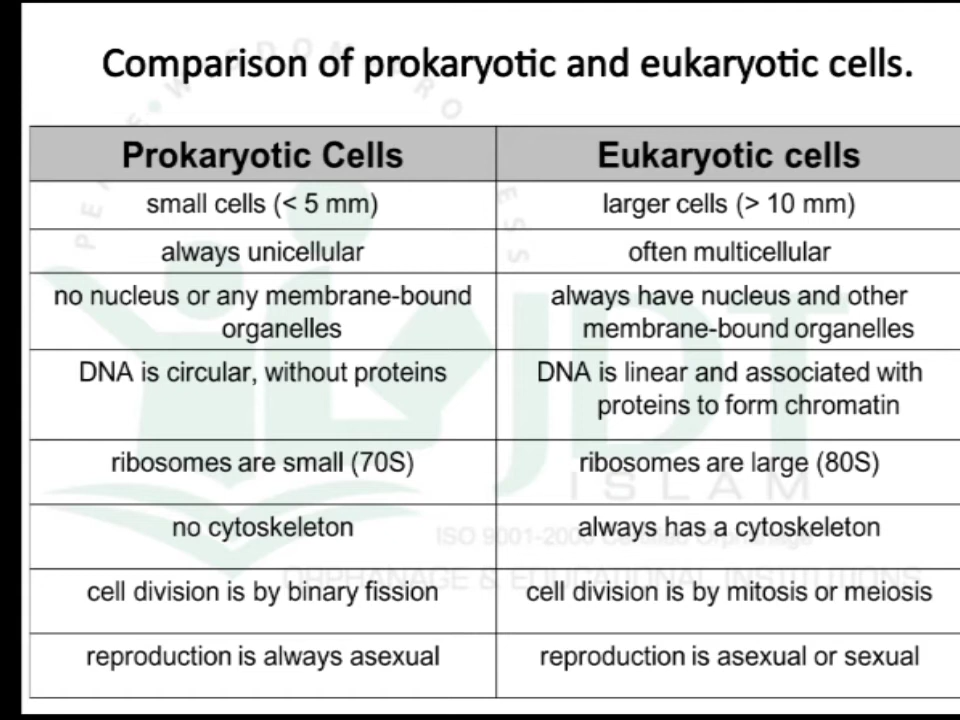 Comparison of prokaryotic and eukaryotic cells.
Prokaryotic Cells
Eukaryotic cells
small cells (< 5 mm)
larger cells (> 10 mm)
always unicellular
often multicellular
no nucleus or any membrane-bound
organelles
always have nucleus and other
membrane-bound organelles
DNA is circular, without proteins
DNA is linear and associated with
proteins to form chromatin
ribosomes are small (70S)
ribosomes are large (80S)
no cytoskeleton
always has a cytoskeleton
cell division is by binary fission
cell division is by mitosis or meiosis
reproduction is always asexual
reproduction is asexual or sexual
JDT
ISLAM
ORPHANAGE & EDUCATIONAL INSTITUTIONS